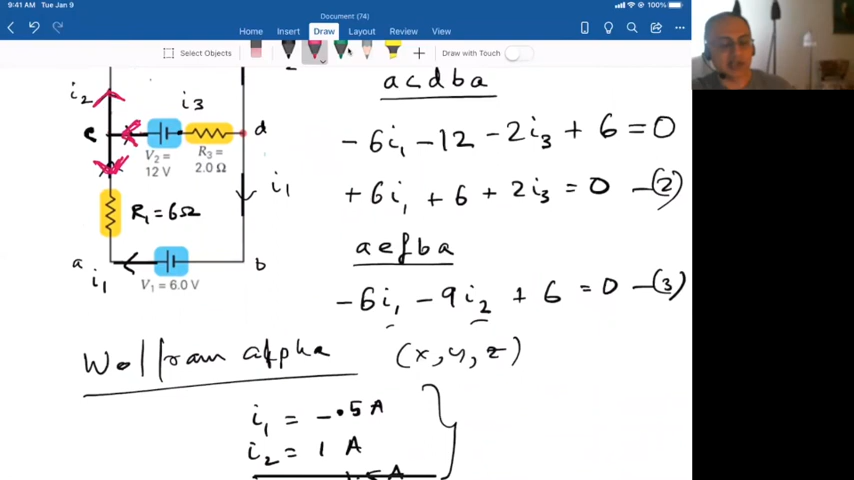 9:41 AM Tue Jan 9
Document (74)
100%
Home Insert Draw Layout Review View
Select Objects
Draw with Touch
i2
i3
c
d
V2 =
12 V
R3 =
2.0 Ω
i1
R1 = 6Ω
a
b
i1
V1 = 6.0 V
acdba
-6i1 - 12 - 2i3 + 6 = 0
+6i1 + 6 + 2i3 = 0 —(2)
aefba
-6i1 - 9i2 + 6 = 0 —(3)
Wolfram alpha (x, y, z)
i1 = -.5 A
i2 = 1 A